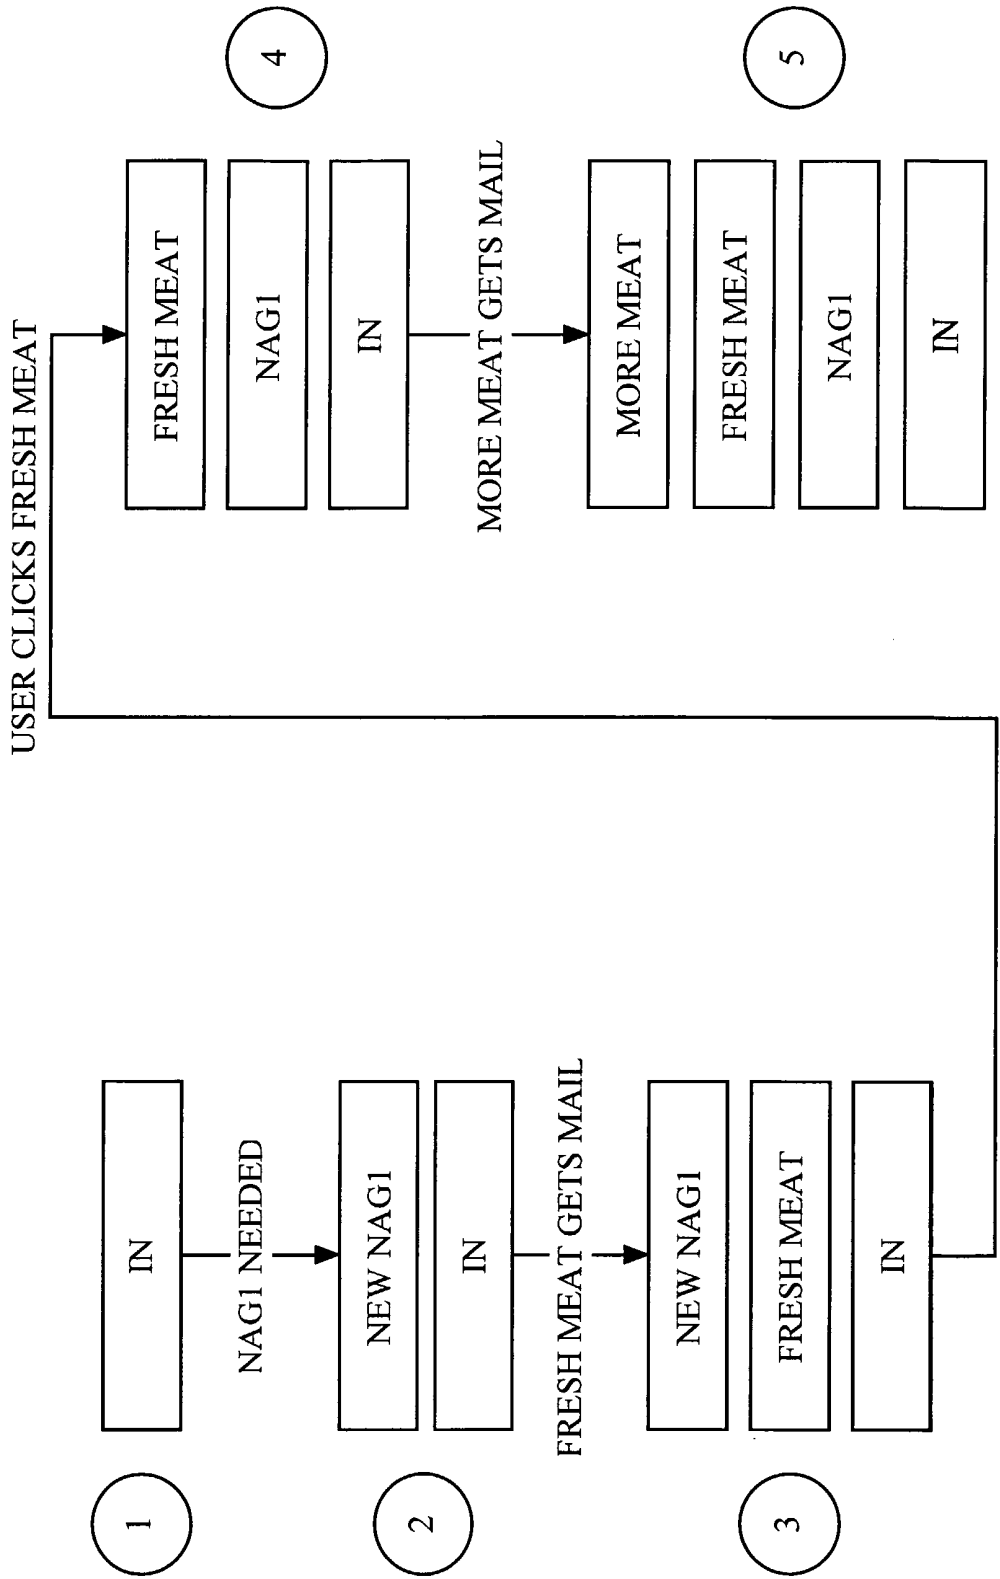 1
IN
NAG1 NEEDED
2
NEW NAG1
IN
FRESH MEAT GETS MAIL
3
NEW NAG1
FRESH MEAT
IN
USER CLICKS FRESH MEAT
4
FRESH MEAT
NAG1
IN
MORE MEAT GETS MAIL
5
MORE MEAT
FRESH MEAT
NAG1
IN